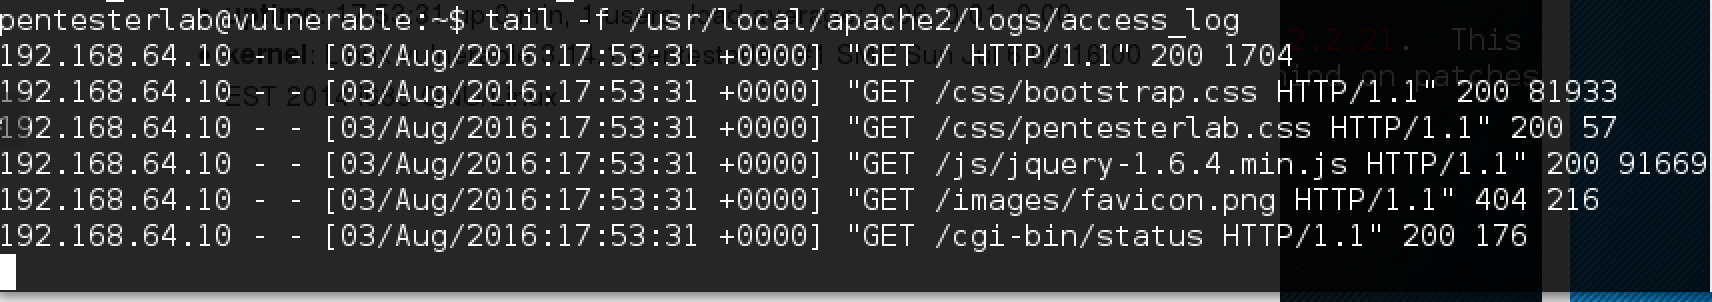 pentesterlab@vulnerable:~$ tail -f /usr/local/apache2/logs/access_log
192.168.64.10 - - [03/Aug/2016:17:53:31 +0000] "GET / HTTP/1.1" 200 1704
192.168.64.10 - - [03/Aug/2016:17:53:31 +0000] "GET /css/bootstrap.css HTTP/1.1" 200 81933
192.168.64.10 - - [03/Aug/2016:17:53:31 +0000] "GET /css/pentesterlab.css HTTP/1.1" 200 57
192.168.64.10 - - [03/Aug/2016:17:53:31 +0000] "GET /js/jquery-1.6.4.min.js HTTP/1.1" 200 91669
192.168.64.10 - - [03/Aug/2016:17:53:31 +0000] "GET /images/favicon.png HTTP/1.1" 404 216
192.168.64.10 - - [03/Aug/2016:17:53:31 +0000] "GET /cgi-bin/status HTTP/1.1" 200 176
2.2.21. This
on patches